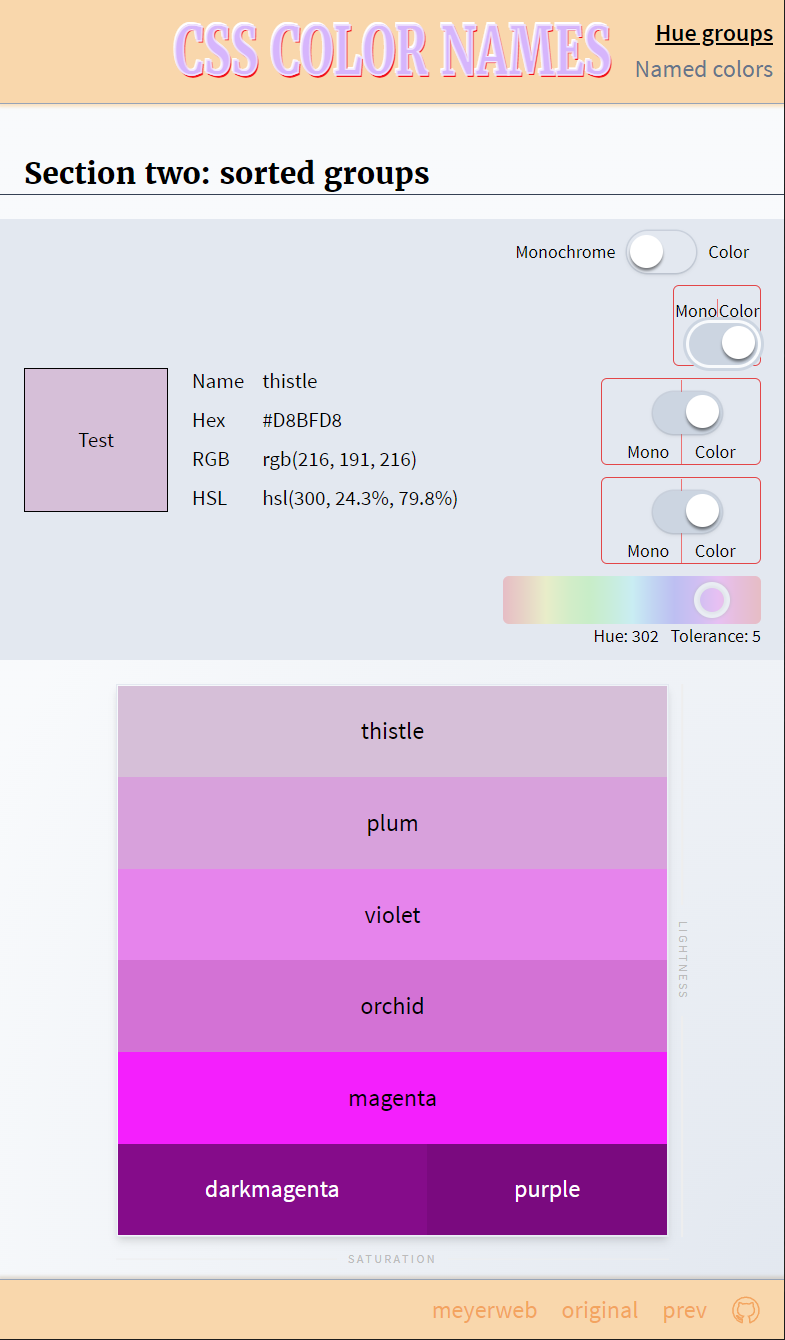 CSS COLOR NAMES
Hue groups
Named colors
Section two: sorted groups
Monochrome Color
Mono Color
Mono Color
Mono Color
Test
Name thistle
Hex #D8BFD8
RGB rgb(216, 191, 216)
HSL hsl(300, 24.3%, 79.8%)
Hue: 302 Tolerance: 5
thistle
plum
violet
orchid
magenta
darkmagenta purple
LIGHTNESS
SATURATION
meyerweb original prev